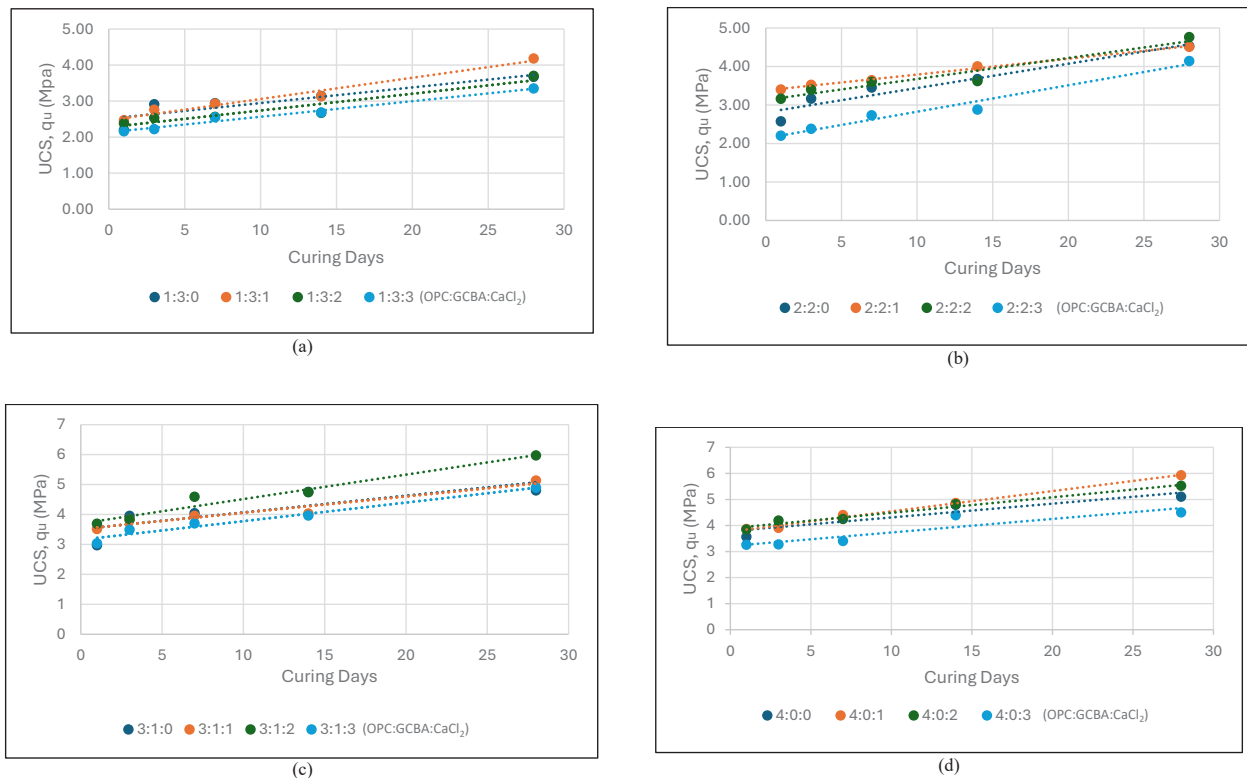 5.00
4.00
3.00
2.00
1.00
0.00
UCS, qu (Mpa)
0 5 10 15 20 25 30
Curing Days
1:3:0 1:3:1 1:3:2 1:3:3 (OPC:GCBA:CaCl₂)
(a)
5.00
4.00
3.00
2.00
1.00
0.00
UCS, qu (MPa)
0 5 10 15 20 25 30
Curing Days
2:2:0 2:2:1 2:2:2 2:2:3 (OPC:GCBA:CaCl₂)
(b)
7
6
5
4
3
2
1
0
UCS, qu (MPa)
0 5 10 15 20 25 30
Curing Days
3:1:0 3:1:1 3:1:2 3:1:3 (OPC:GCBA:CaCl₂)
(c)
7
6
5
4
3
2
1
0
UCS, qu (MPa)
0 5 10 15 20 25 30
Curing Days
4:0:0 4:0:1 4:0:2 4:0:3 (OPC:GCBA:CaCl₂)
(d)